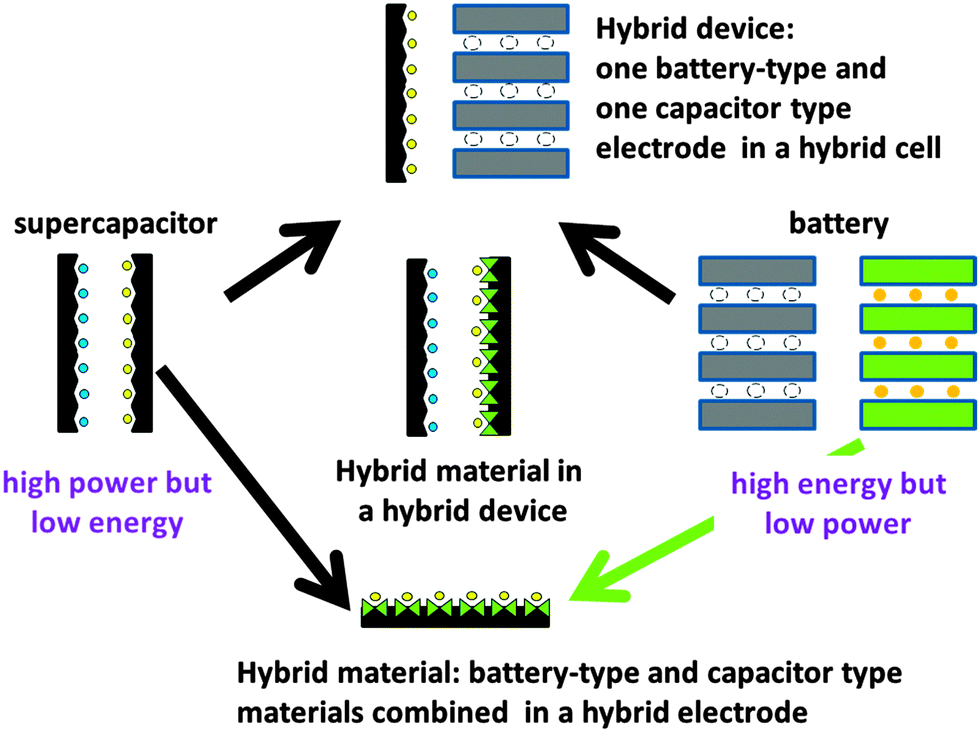 Hybrid device:
one battery-type and
one capacitor type
electrode in a hybrid cell
supercapacitor
battery
Hybrid material in
a hybrid device
high power but
low energy
high energy but
low power
Hybrid material: battery-type and capacitor type
materials combined in a hybrid electrode